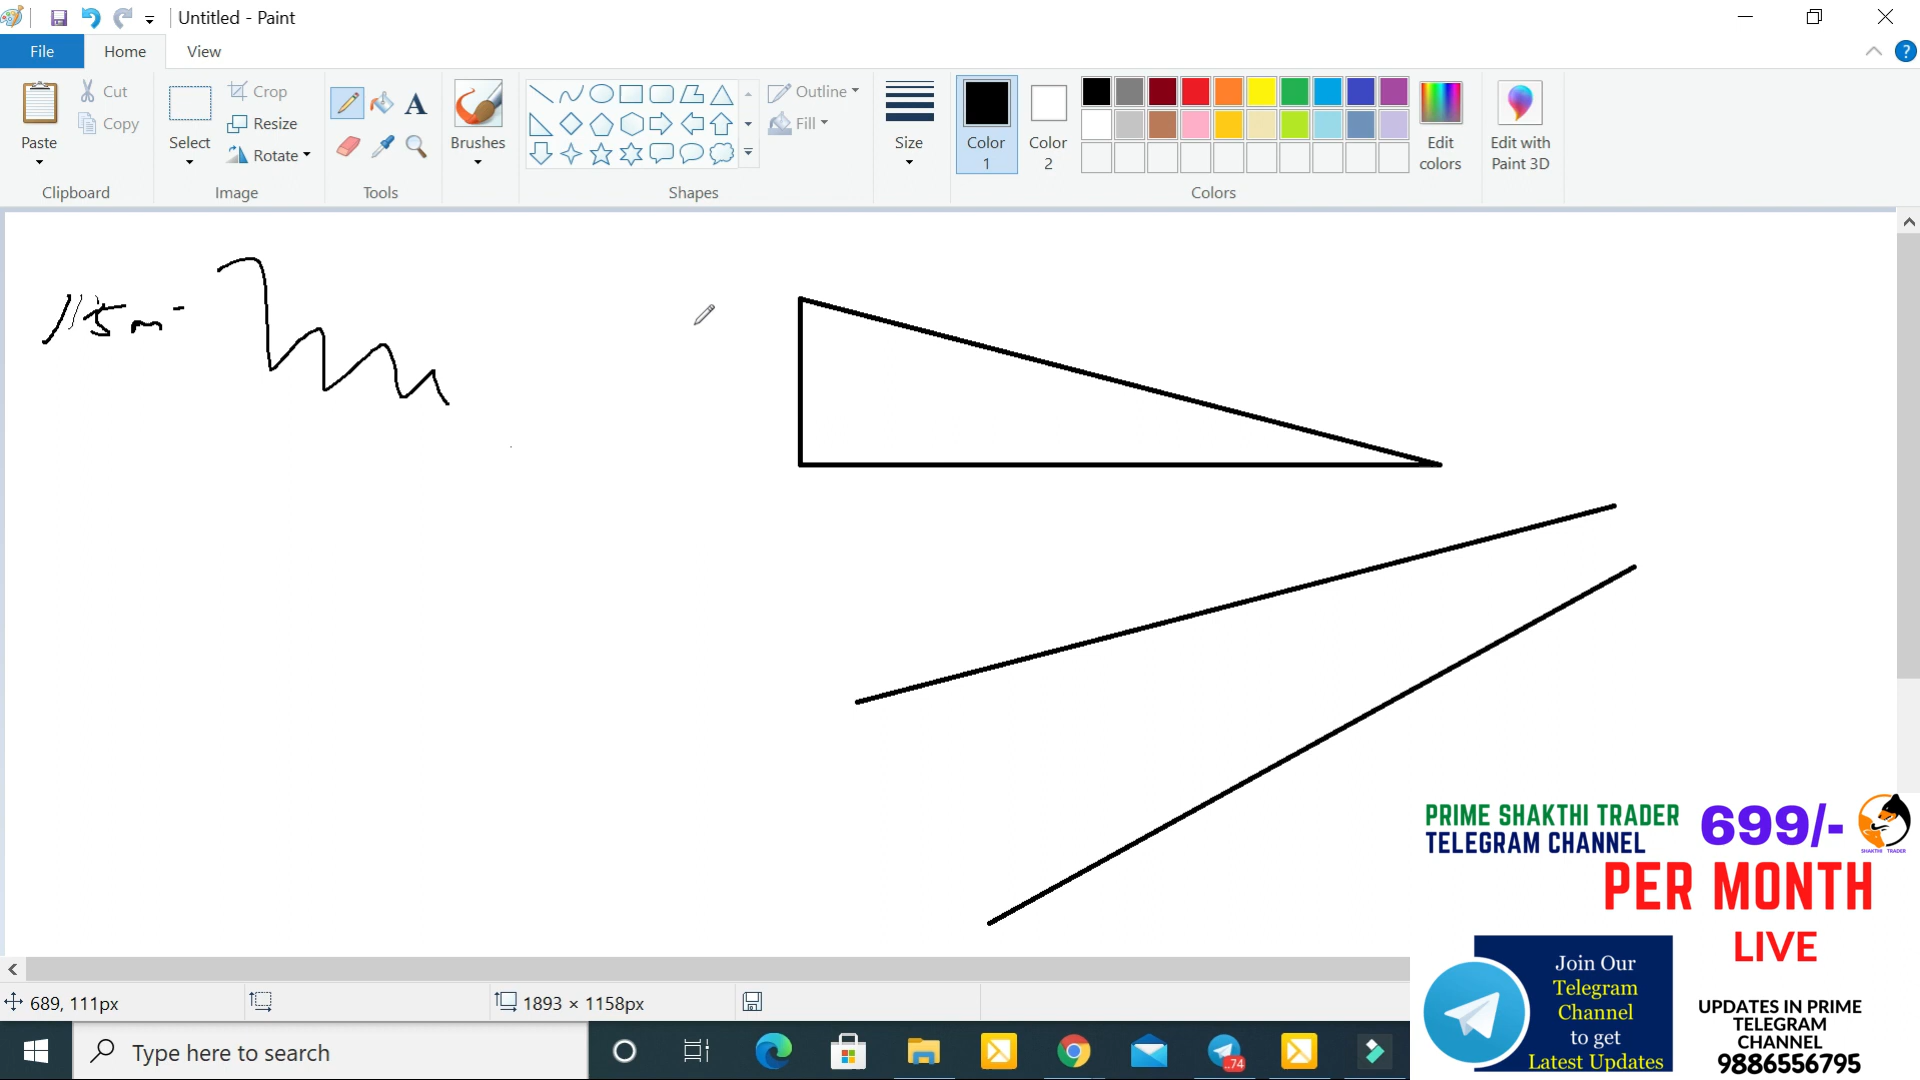 Untitled - Paint
File Home View
Paste
Cut
Copy
Clipboard
Select
Crop
Resize
Rotate
Image
A
Tools
Brushes
Shapes
Outline
Fill
Size
Color 1
Color 2
Colors
Edit colors
Edit with Paint 3D
?
PRIME SHAKTHI TRADER
TELEGRAM CHANNEL
699/-
SHAKTHI TRADER
PER MONTH
LIVE
Join Our
Telegram
Channel
to get
Latest Updates
UPDATES IN PRIME
TELEGRAM
CHANNEL
9886556795
689, 111px
1893 × 1158px
Type here to search
..74